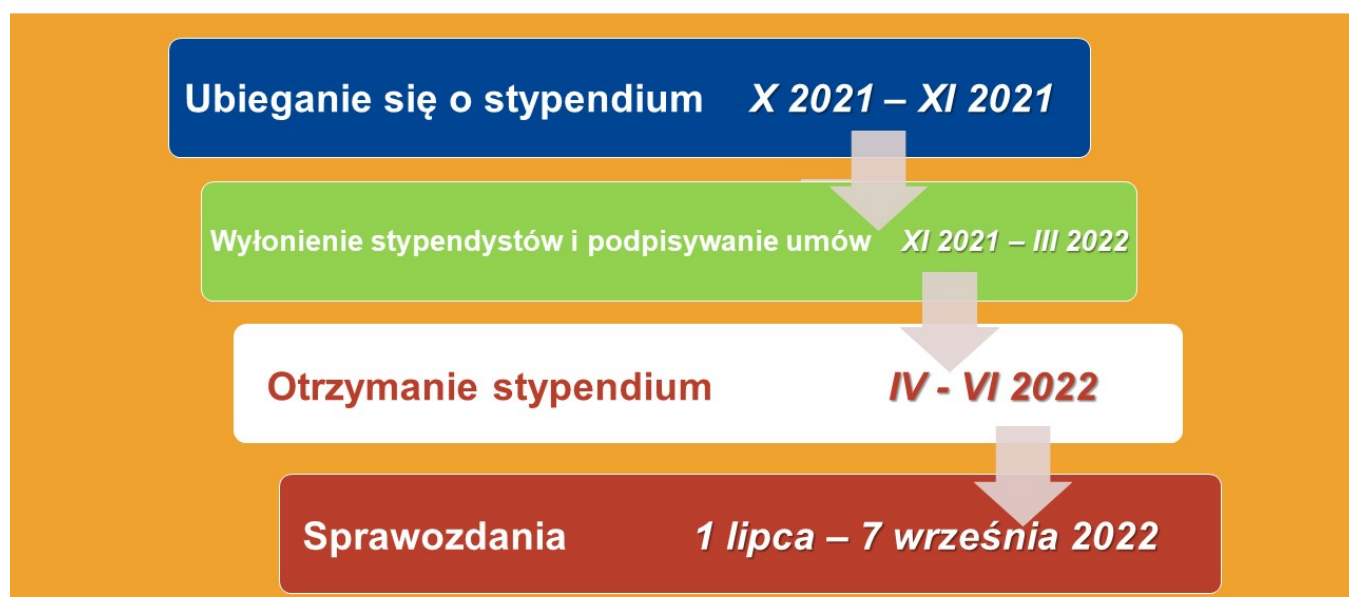 Ubieganie się o stypendium X 2021 – XI 2021
Wyłonienie stypendystów i podpisywanie umów XI 2021 – III 2022
Otrzymanie stypendium IV - VI 2022
Sprawozdania 1 lipca – 7 września 2022